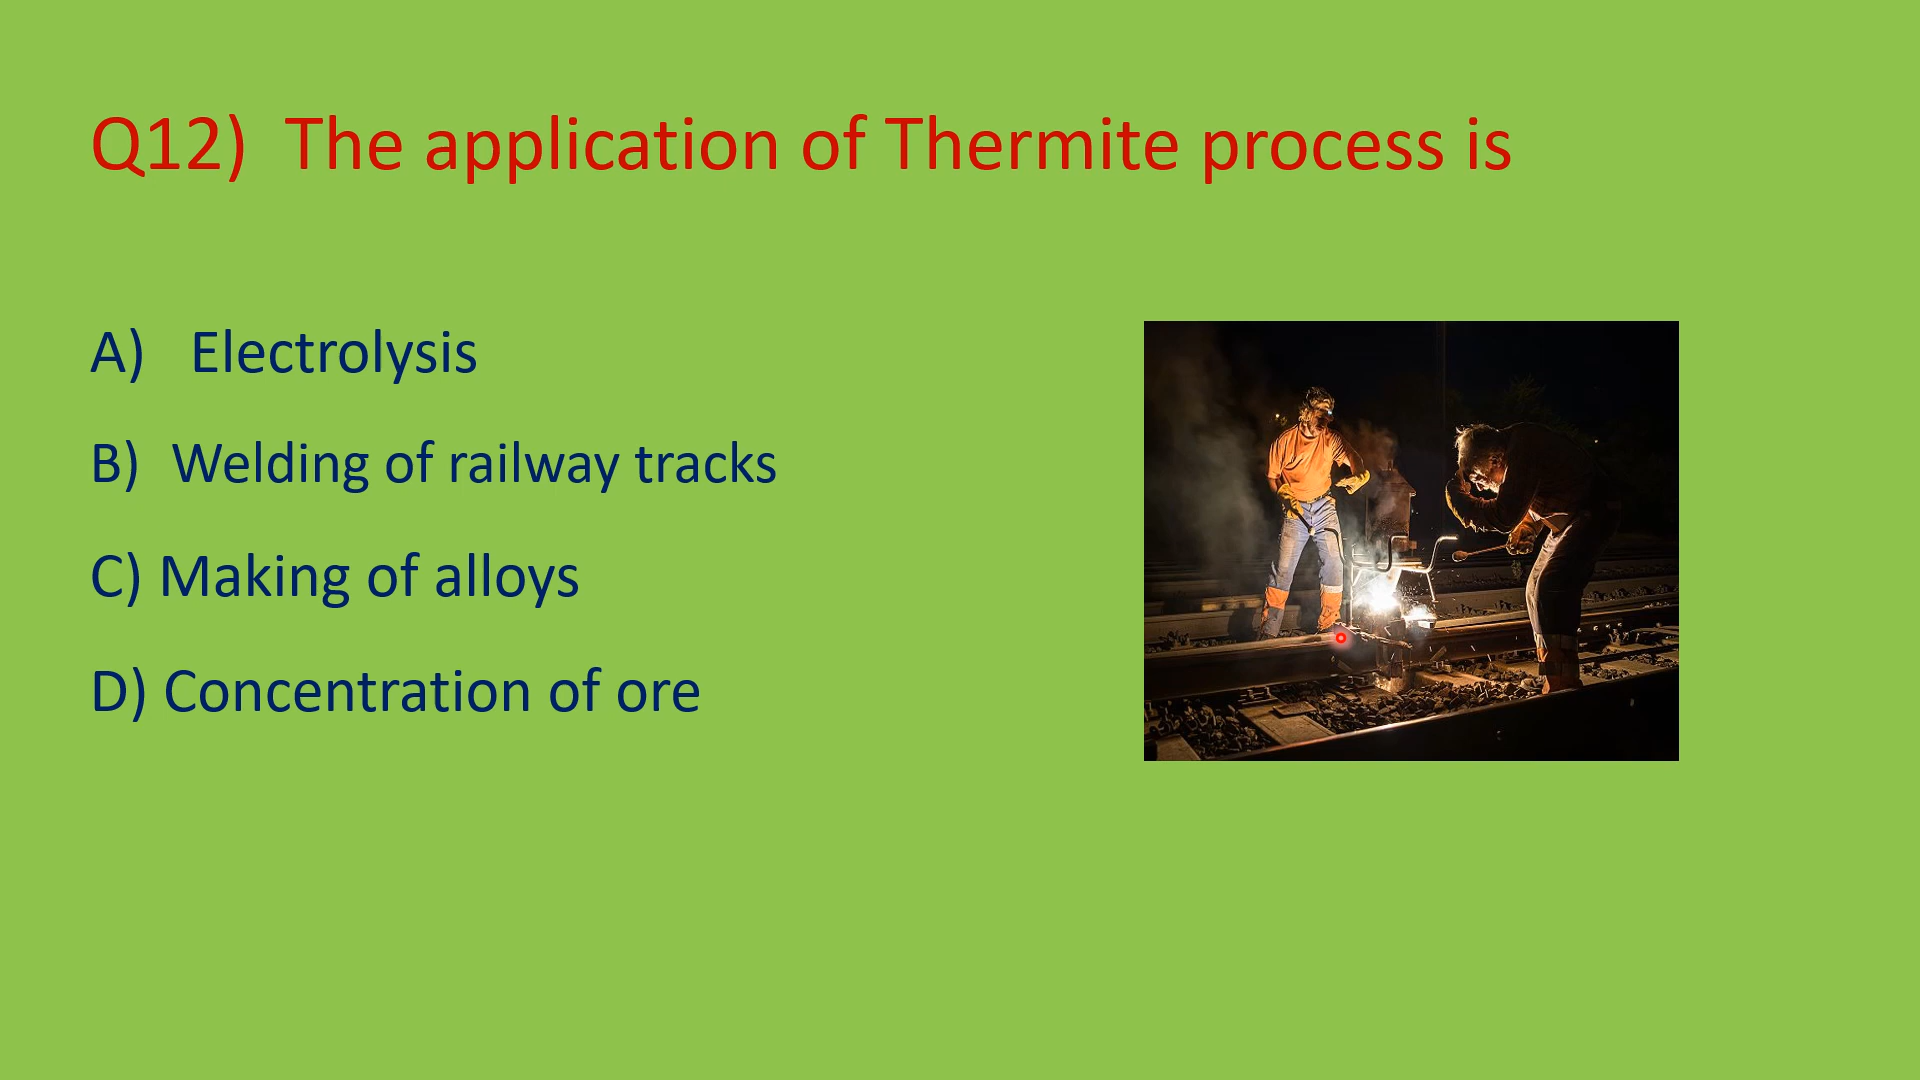 Q12) The application of Thermite process is
A) Electrolysis
B) Welding of railway tracks
C) Making of alloys
D) Concentration of ore